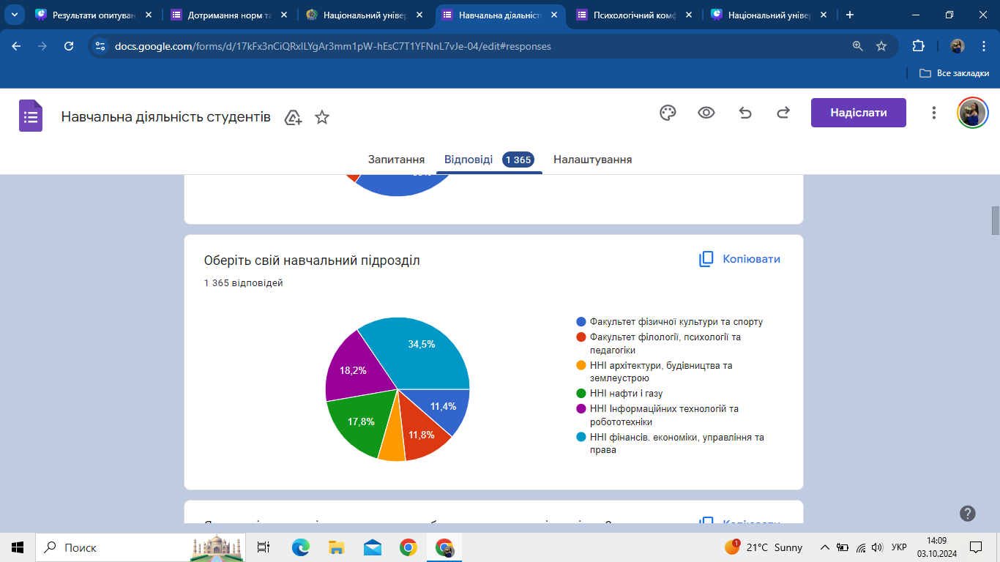 Результати опитуван
Дотримання норм та
Національний універ
Навчальна діяльність
Психологічний комф
Національний універ
docs.google.com/forms/d/17kFx3nCiQRxILYgAr3mm1pW-hEsC7T1YFNnL7vJe-04/edit#responses
Все закладки
Навчальна діяльність студентів
Надіслати
Запитання Відповіді 1 365 Налаштування
Оберіть свій навчальний підрозділ
Копіювати
1 365 відповідей
34,5%
18,2%
17,8%
11,8%
11,4%
Факультет фізичної культури та спорту
Факультет філології, психології та
педагогіки
ННІ архітектури, будівництва та
землеустрою
ННІ нафти і газу
ННІ Інформаційних технологій та
робототехніки
ННІ фінансів. економіки, управління та
права
Копіювати
Поиск
1
21°C Sunny
УКР
14:09
03.10.2024